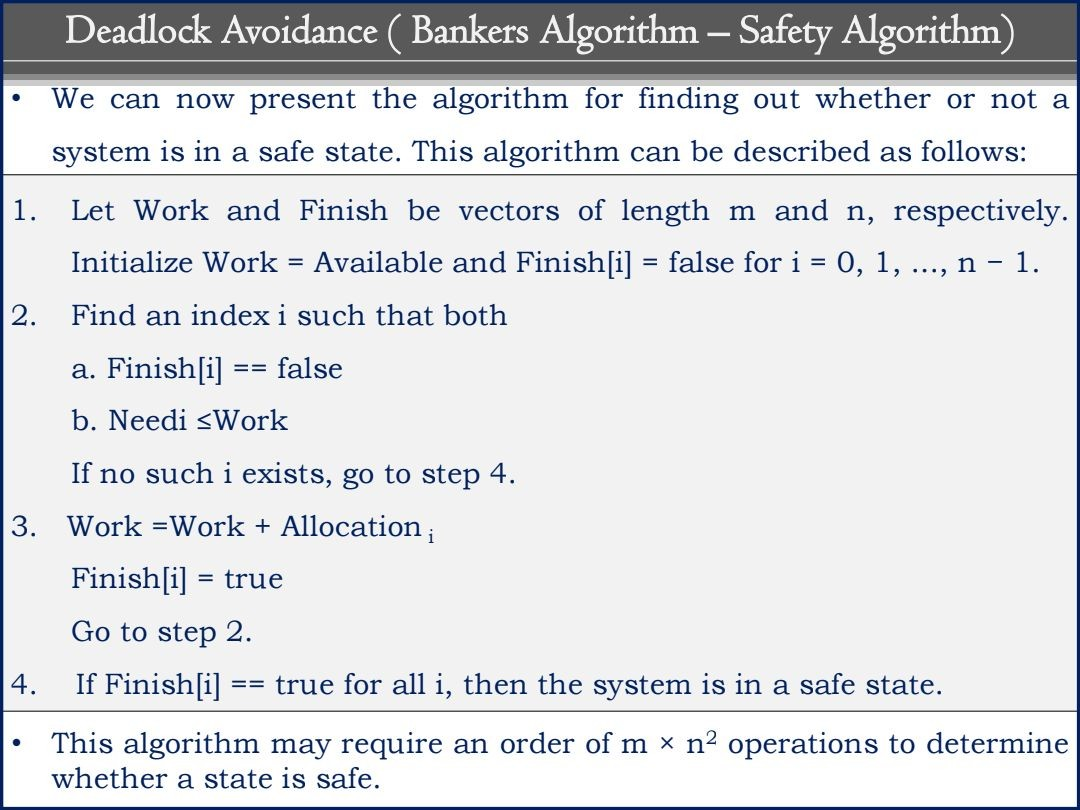 Deadlock Avoidance ( Bankers Algorithm – Safety Algorithm)
• We can now present the algorithm for finding out whether or not a
system is in a safe state. This algorithm can be described as follows:
1. Let Work and Finish be vectors of length m and n, respectively.
Initialize Work = Available and Finish[i] = false for i = 0, 1, ..., n − 1.
2. Find an index i such that both
a. Finish[i] == false
b. Needi ≤Work
If no such i exists, go to step 4.
3. Work =Work + Allocation i
Finish[i] = true
Go to step 2.
4. If Finish[i] == true for all i, then the system is in a safe state.
• This algorithm may require an order of m × n² operations to determine
whether a state is safe.